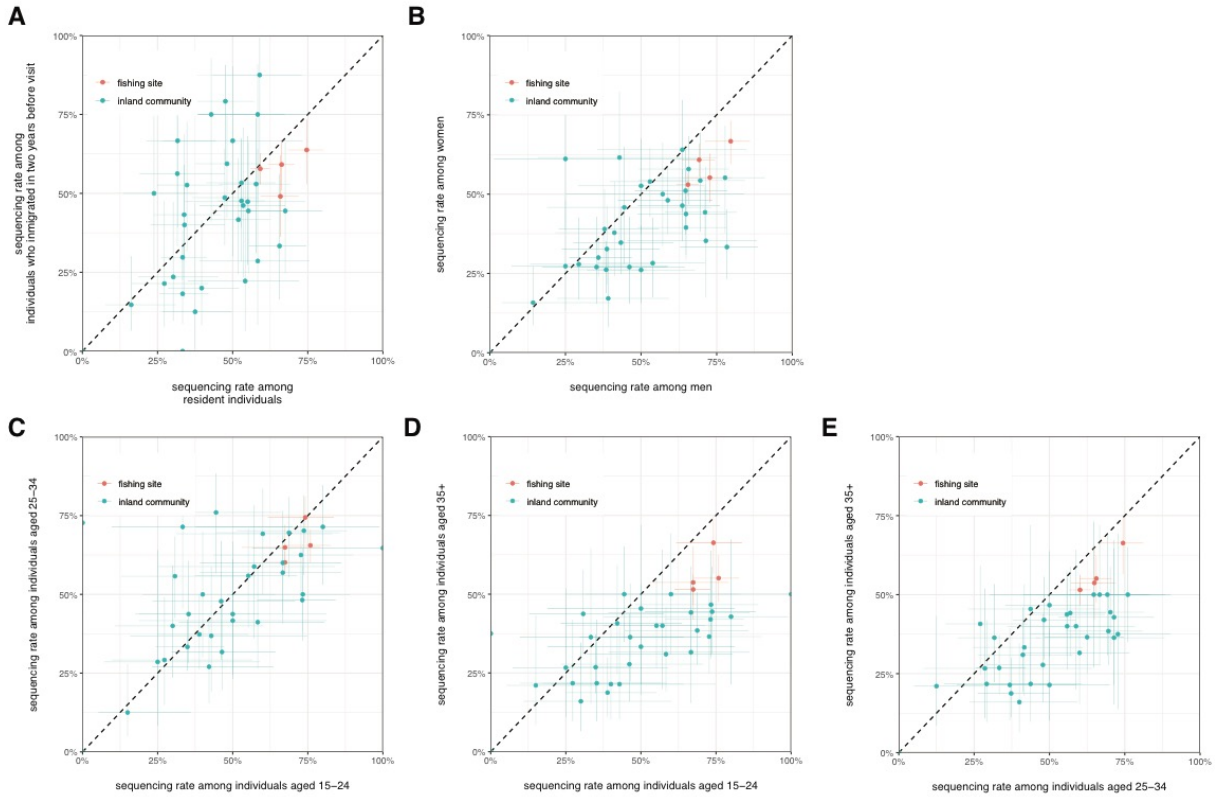 A
B
100%
75%
50%
25%
0%
sequencing rate among
individuals who inmigrated in two years before visit
fishing site
inland community
0%
25%
50%
75%
100%
sequencing rate among
resident individuals
100%
75%
50%
25%
0%
sequencing rate among women
fishing site
inland community
0%
25%
50%
75%
100%
sequencing rate among men
C
D
E
100%
75%
50%
25%
0%
sequencing rate among individuals aged 25−34
fishing site
inland community
0%
25%
50%
75%
100%
sequencing rate among individuals aged 15−24
100%
75%
50%
25%
0%
sequencing rate among individuals aged 35+
fishing site
inland community
0%
25%
50%
75%
100%
sequencing rate among individuals aged 15−24
100%
75%
50%
25%
0%
sequencing rate among individuals aged 35+
fishing site
inland community
0%
25%
50%
75%
100%
sequencing rate among individuals aged 25−34